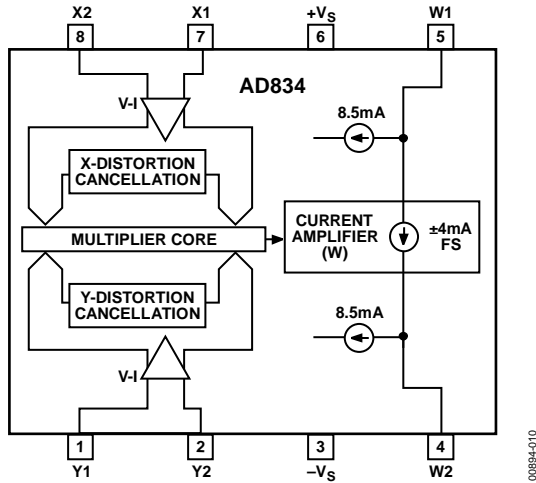 X2 X1 +VS W1
8 7 6 5
AD834
V-I
8.5mA
X-DISTORTION
CANCELLATION
MULTIPLIER CORE
CURRENT
AMPLIFIER
(W)
±4mA
FS
Y-DISTORTION
CANCELLATION
8.5mA
V-I
1 2 3 4
Y1 Y2 –VS W2
00894-010